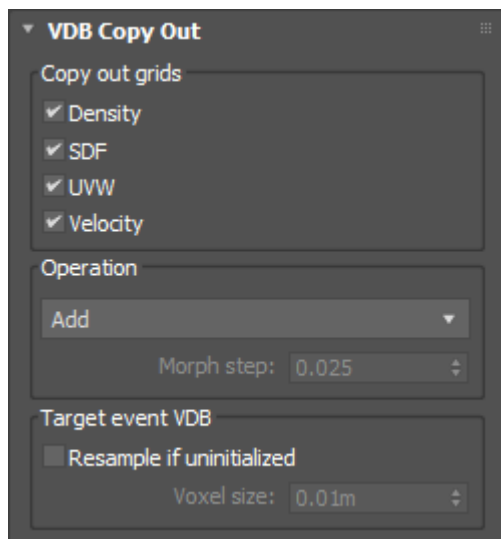 VDB Copy Out
Copy out grids
Density
SDF
UVW
Velocity
Operation
Add
Morph step: 0.025
Target event VDB
Resample if uninitialized
Voxel size: 0.01m